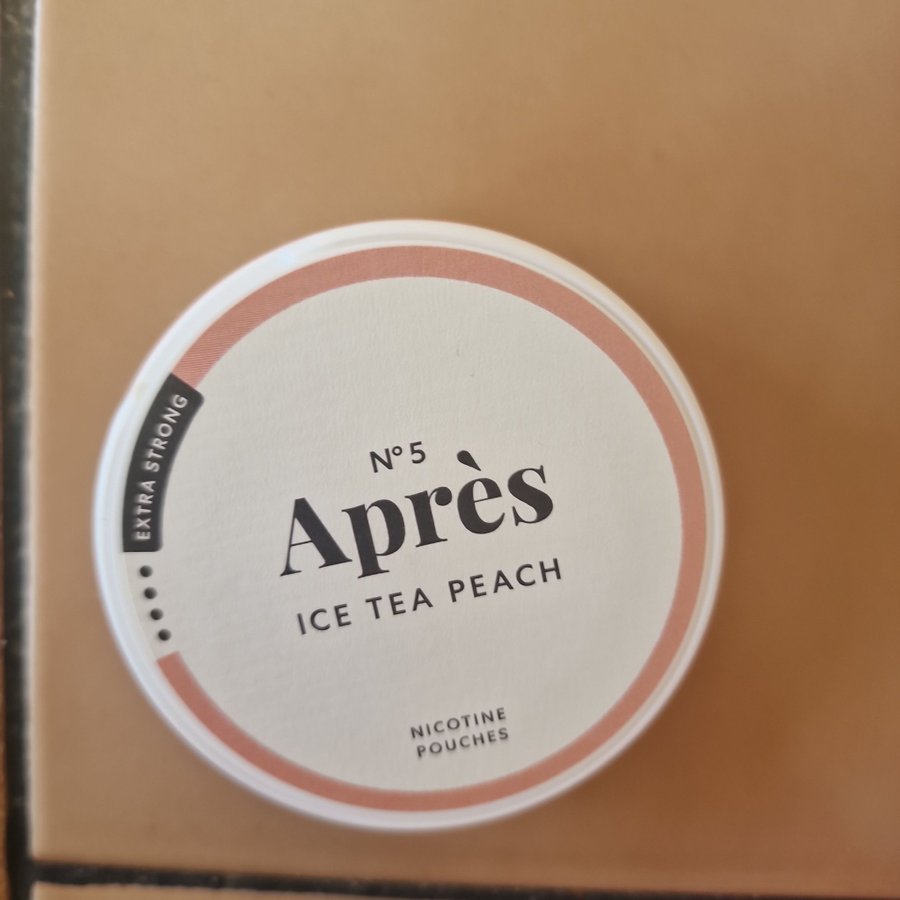 EXTRA STRONG
Nº5
Après
ICE TEA PEACH
NICOTINE
POUCHES